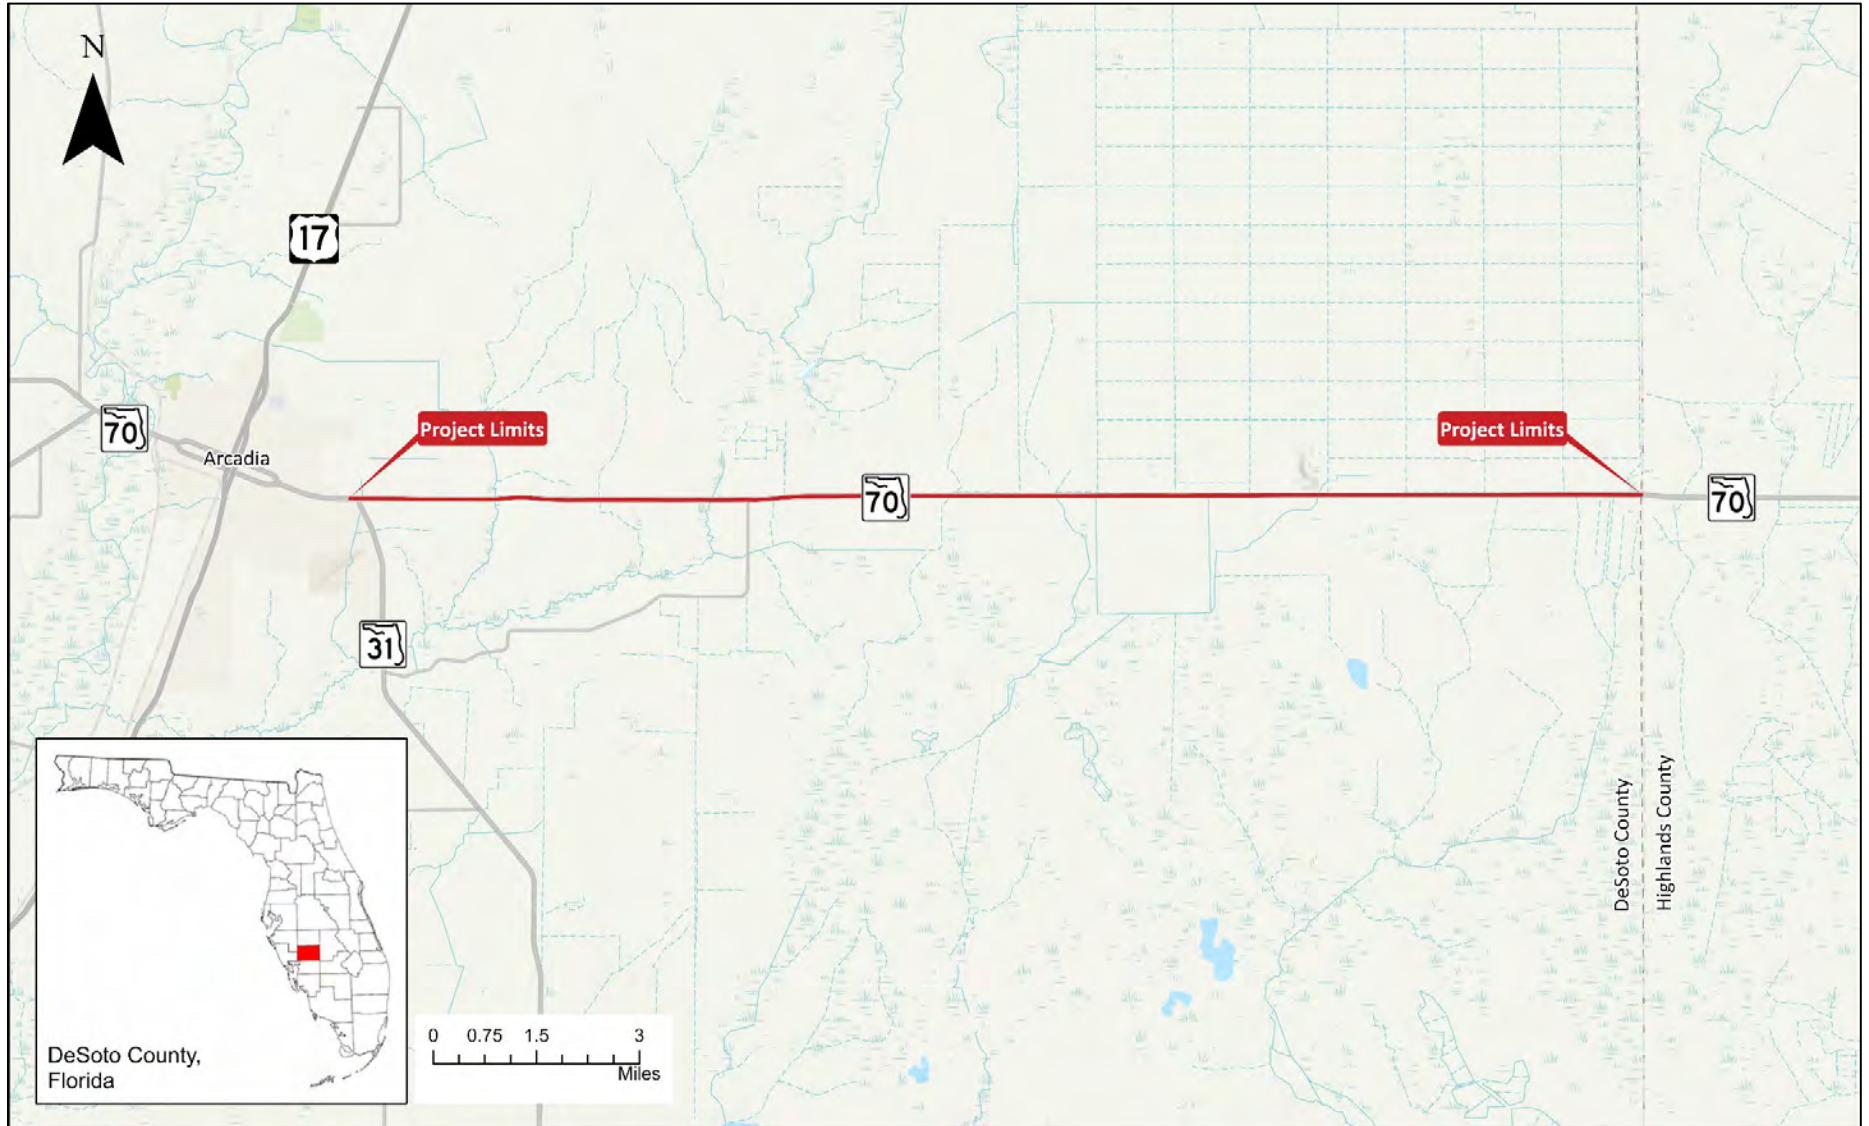 N
17
70
Arcadia
Project Limits
Project Limits
70
70
31
DeSoto County
Highlands County
DeSoto County,
Florida
0 0.75 1.5 3
Miles